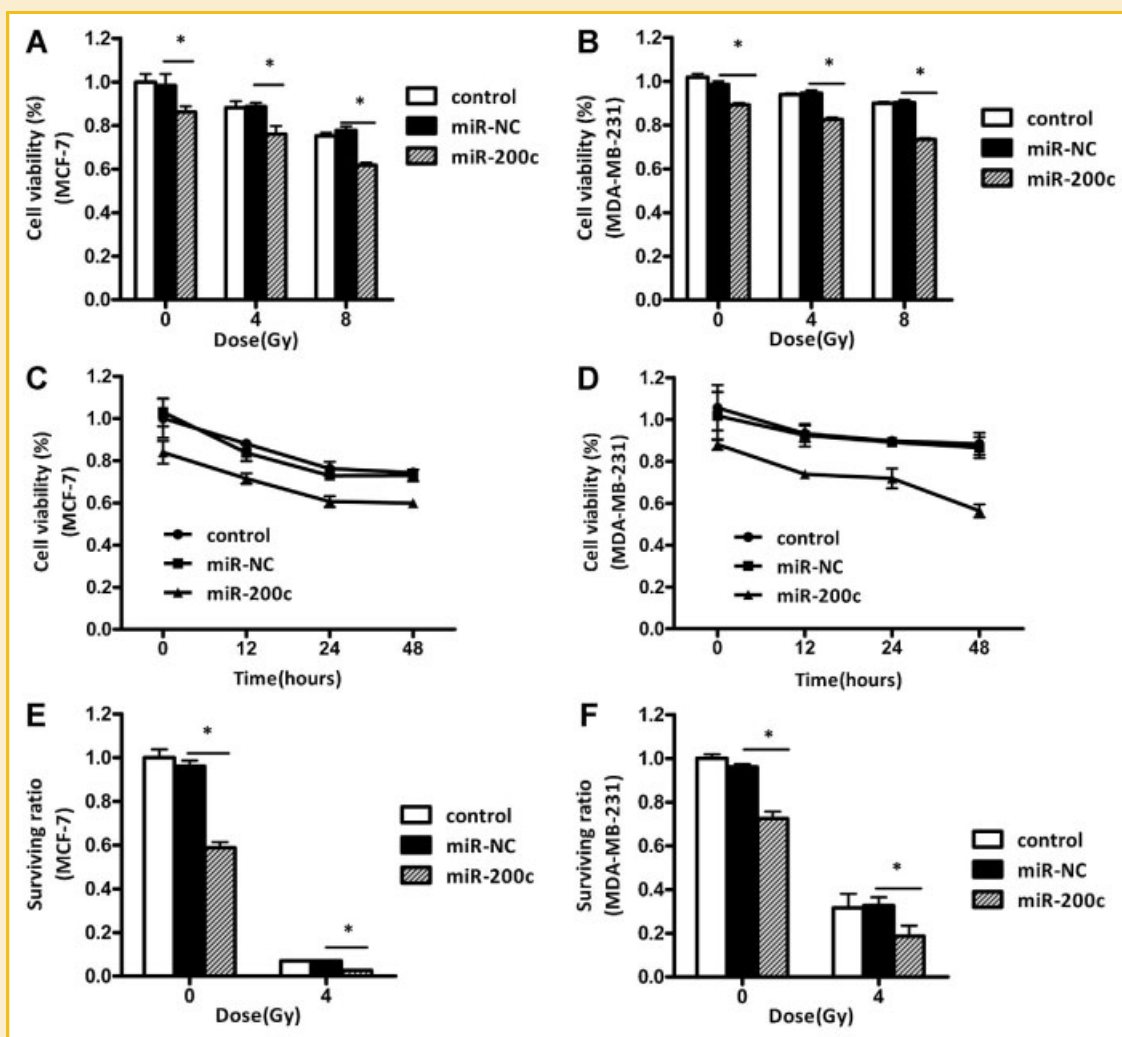 A
Cell viability (%)
(MCF-7)
1.2
1.0
0.8
0.6
0.4
0.2
0.0
*
*
*
0
4
8
Dose(Gy)
control
miR-NC
miR-200c
B
Cell viability (%)
(MDA-MB-231)
1.2
1.0
0.8
0.6
0.4
0.2
0.0
*
*
*
0
4
8
Dose(Gy)
control
miR-NC
miR-200c
C
Cell viability (%)
(MCF-7)
1.2
1.0
0.8
0.6
0.4
0.2
0.0
control
miR-NC
miR-200c
0
12
24
48
Time(hours)
D
Cell viability (%)
(MDA-MB-231)
1.2
1.0
0.8
0.6
0.4
0.2
0.0
control
miR-NC
miR-200c
0
12
24
48
Time(hours)
E
Surviving ratio
(MCF-7)
1.2
1.0
0.8
0.6
0.4
0.2
0.0
*
*
0
4
Dose(Gy)
control
miR-NC
miR-200c
F
Surviving ratio
(MDA-MB-231)
1.2
1.0
0.8
0.6
0.4
0.2
0.0
*
*
0
4
Dose(Gy)
control
miR-NC
miR-200c